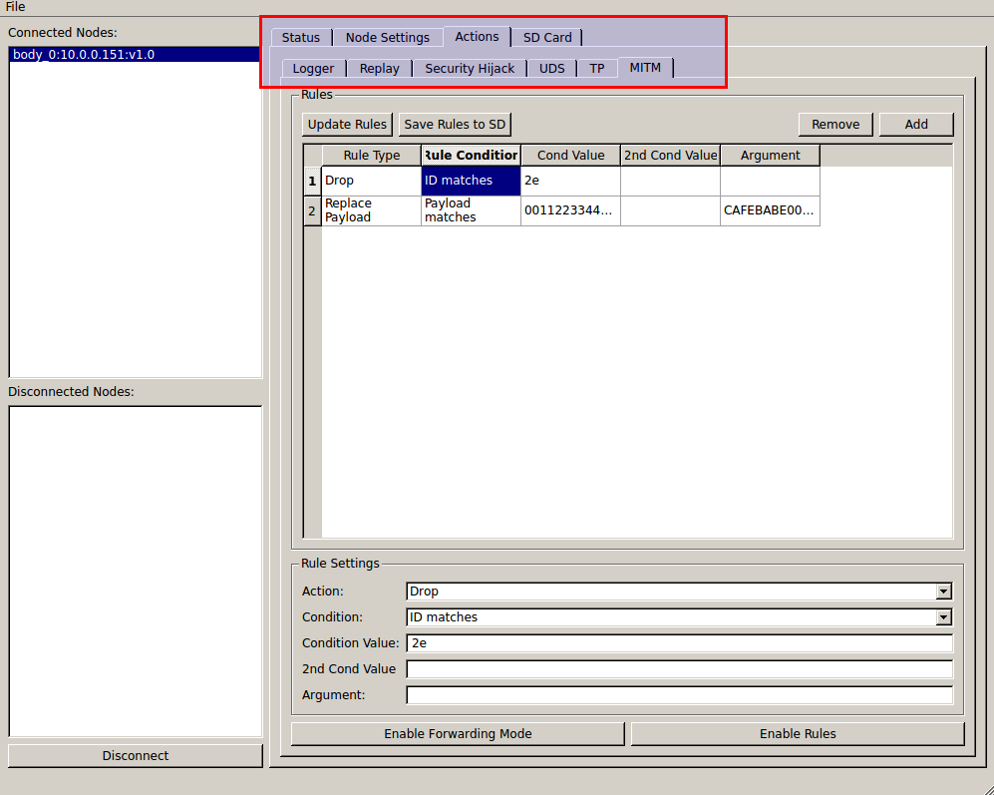 File
Connected Nodes:
body_0:10.0.0.151:v1.0
Disconnected Nodes:
Disconnect
Status Node Settings Actions SD Card
Logger Replay Security Hijack UDS TP MITM
Rules
Update Rules Save Rules to SD Remove Add
Rule Type Rule Condition Cond Value 2nd Cond Value Argument
1 Drop ID matches 2e
2 Replace Payload Payload matches 0011223344... CAFEBABE00...
Rule Settings
Action: Drop
Condition: ID matches
Condition Value: 2e
2nd Cond Value
Argument:
Enable Forwarding Mode Enable Rules